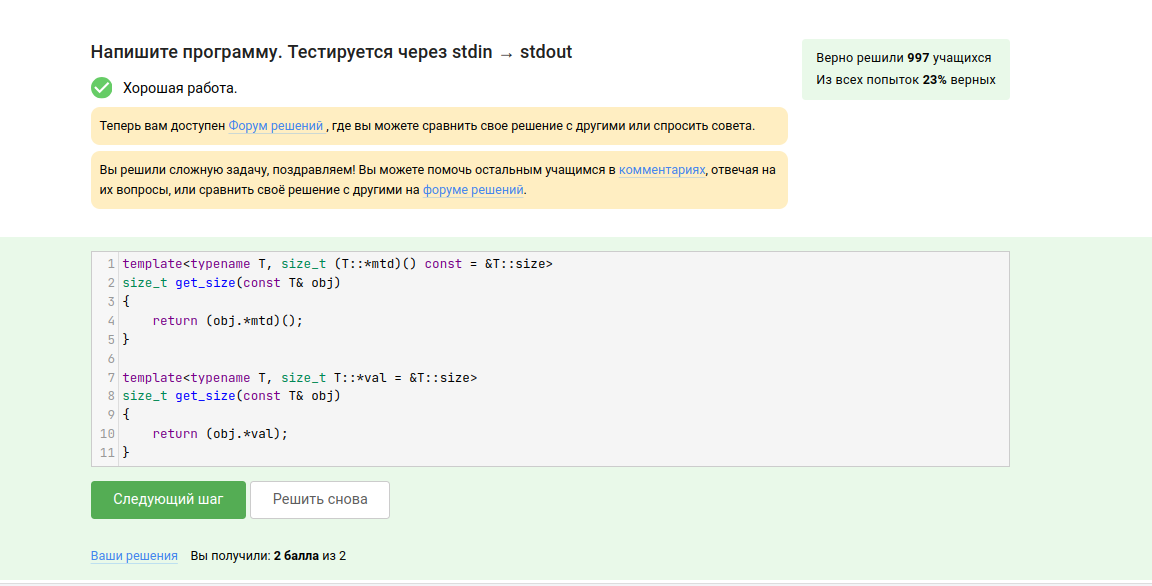 Напишите программу. Тестируется через stdin → stdout
Верно решили 997 учащихся
Из всех попыток 23% верных
Хорошая работа.
Теперь вам доступен Форум решений , где вы можете сравнить свое решение с другими или спросить совета.
Вы решили сложную задачу, поздравляем! Вы можете помочь остальным учащимся в комментариях, отвечая на
их вопросы, или сравнить своё решение с другими на форуме решений.
1 template<typename T, size_t (T::*mtd)() const = &T::size>
2 size_t get_size(const T& obj)
3 {
4     return (obj.*mtd)();
5 }
6
7 template<typename T, size_t T::*val = &T::size>
8 size_t get_size(const T& obj)
9 {
10     return (obj.*val);
11 }
Следующий шаг
Решить снова
Ваши решения Вы получили: 2 балла из 2